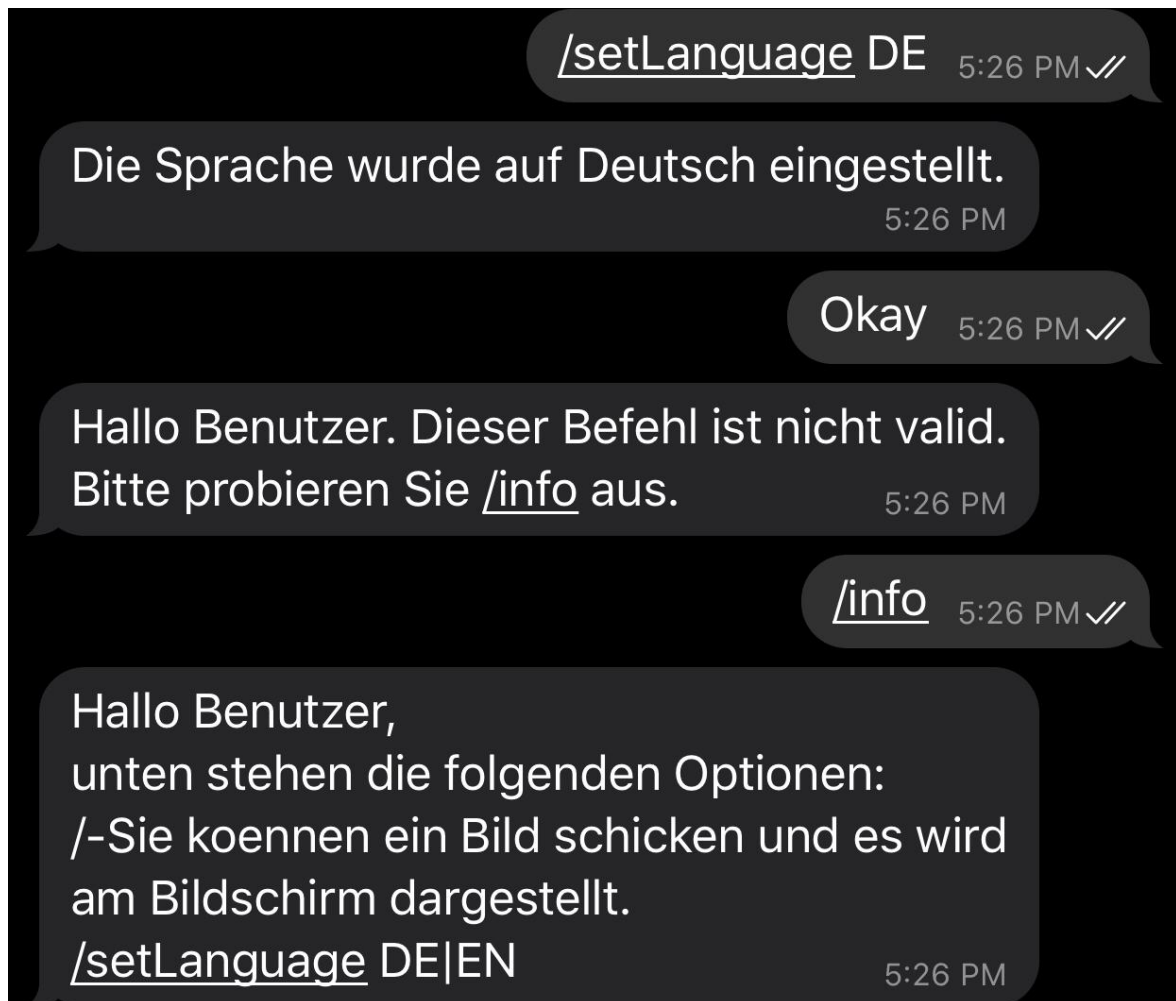 /setLanguage DE 5:26 PM
Die Sprache wurde auf Deutsch eingestellt.
5:26 PM
Okay 5:26 PM
Hallo Benutzer. Dieser Befehl ist nicht valid.
Bitte probieren Sie /info aus. 5:26 PM
/info 5:26 PM
Hallo Benutzer,
unten stehen die folgenden Optionen:
/-Sie koennen ein Bild schicken und es wird
am Bildschirm dargestellt.
/setLanguage DE|EN 5:26 PM